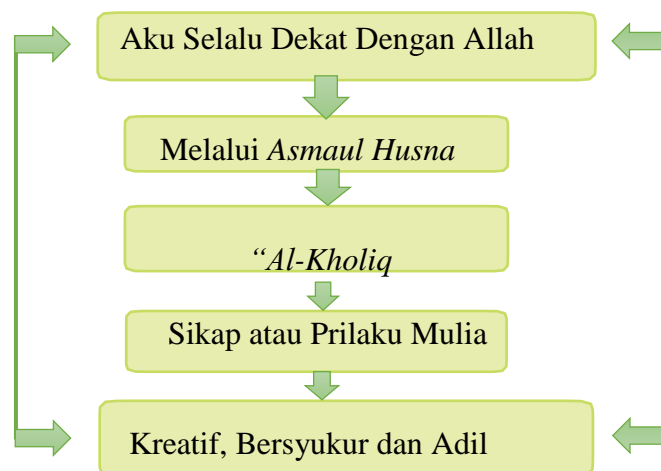 Aku Selalu Dekat Dengan Allah
Melalui Asmaul Husna
“Al-Kholiq
Sikap atau Prilaku Mulia
Kreatif, Bersyukur dan Adil